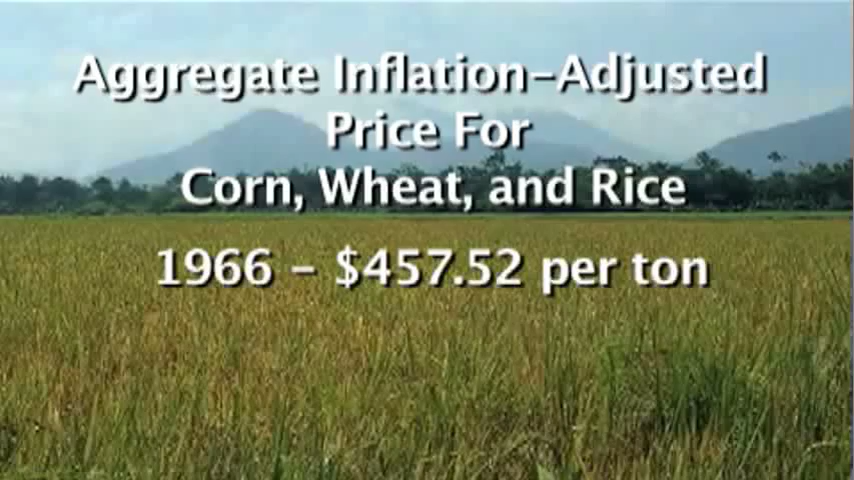 Aggregate Inflation-Adjusted
Price For
Corn, Wheat, and Rice
1966 - $457.52 per ton